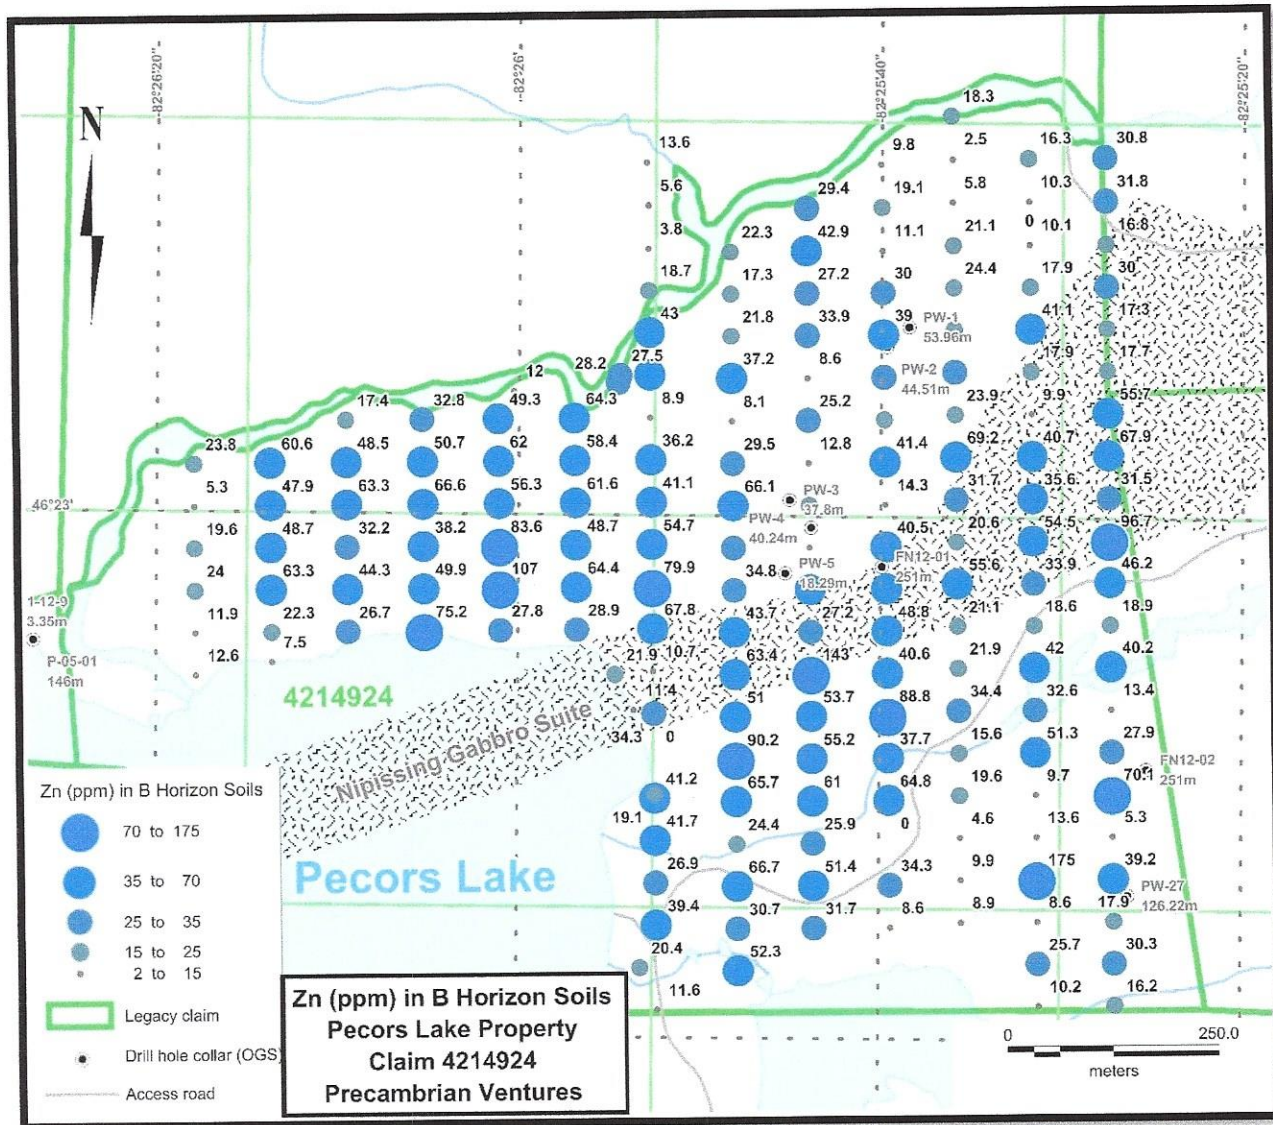 82°26'20"
82°26'
82°25'40"
82°25'20"
N
18.3
13.6 9.8 2.5 16.3 30.8
5.6 29.4 19.1 5.8 10.3 31.8
3.8 22.3 42.9 11.1 21.1 0 10.1 16.8
18.7 17.3 27.2 30 24.4 17.9 30
43 21.8 33.9 39 PW-1 41.1 17.3
53.96m
12 28.2 27.5 37.2 8.6 PW-2 17.9 17.7
44.51m
17.4 32.8 49.3 64.3 8.9 8.1 25.2 23.9 9.9 55.7
23.8 60.6 48.5 50.7 62 58.4 36.2 29.5 12.8 41.4 69.2 40.7 67.9
5.3 47.9 63.3 66.6 56.3 61.6 41.1 66.1 PW-3 14.3 31.7 35.6 31.5
46°23'
37.8m
19.6 48.7 32.2 38.2 83.6 48.7 54.7 PW-4 40.5 20.6 54.5 96.7
40.24m
24 63.3 44.3 49.9 107 64.4 79.9 34.8 PW-5 FN12-01 55.6 33.9 46.2
18.29m 251m
1-12-9
3.35m
11.9 22.3 26.7 75.2 27.8 28.9 67.8 43.7 27.2 48.8 21.1 18.6 18.9
12.6 7.5 21.9 10.7 63.4 143 40.6 21.9 42 40.2
P-05-01
146m
4214924
11.4 51 53.7 88.8 34.4 32.6 13.4
Nipissing Gabbro Suite
34.3 0 90.2 55.2 37.7 15.6 51.3 27.9
FN12-02
251m
41.2 65.7 61 64.8 19.6 9.7 70.1
19.1 41.7 24.4 25.9 0 4.6 13.6 5.3
Pecors Lake
26.9 66.7 51.4 34.3 9.9 175 39.2
PW-27
126.22m
39.4 30.7 31.7 8.6 8.9 8.6 17.9
20.4 52.3 25.7 30.3
11.6 10.2 16.2
Zn (ppm) in B Horizon Soils
70 to 175
35 to 70
25 to 35
15 to 25
2 to 15
Legacy claim
Drill hole collar (OGS)
Access road
Zn (ppm) in B Horizon Soils
Pecors Lake Property
Claim 4214924
Precambrian Ventures
0 250.0
meters